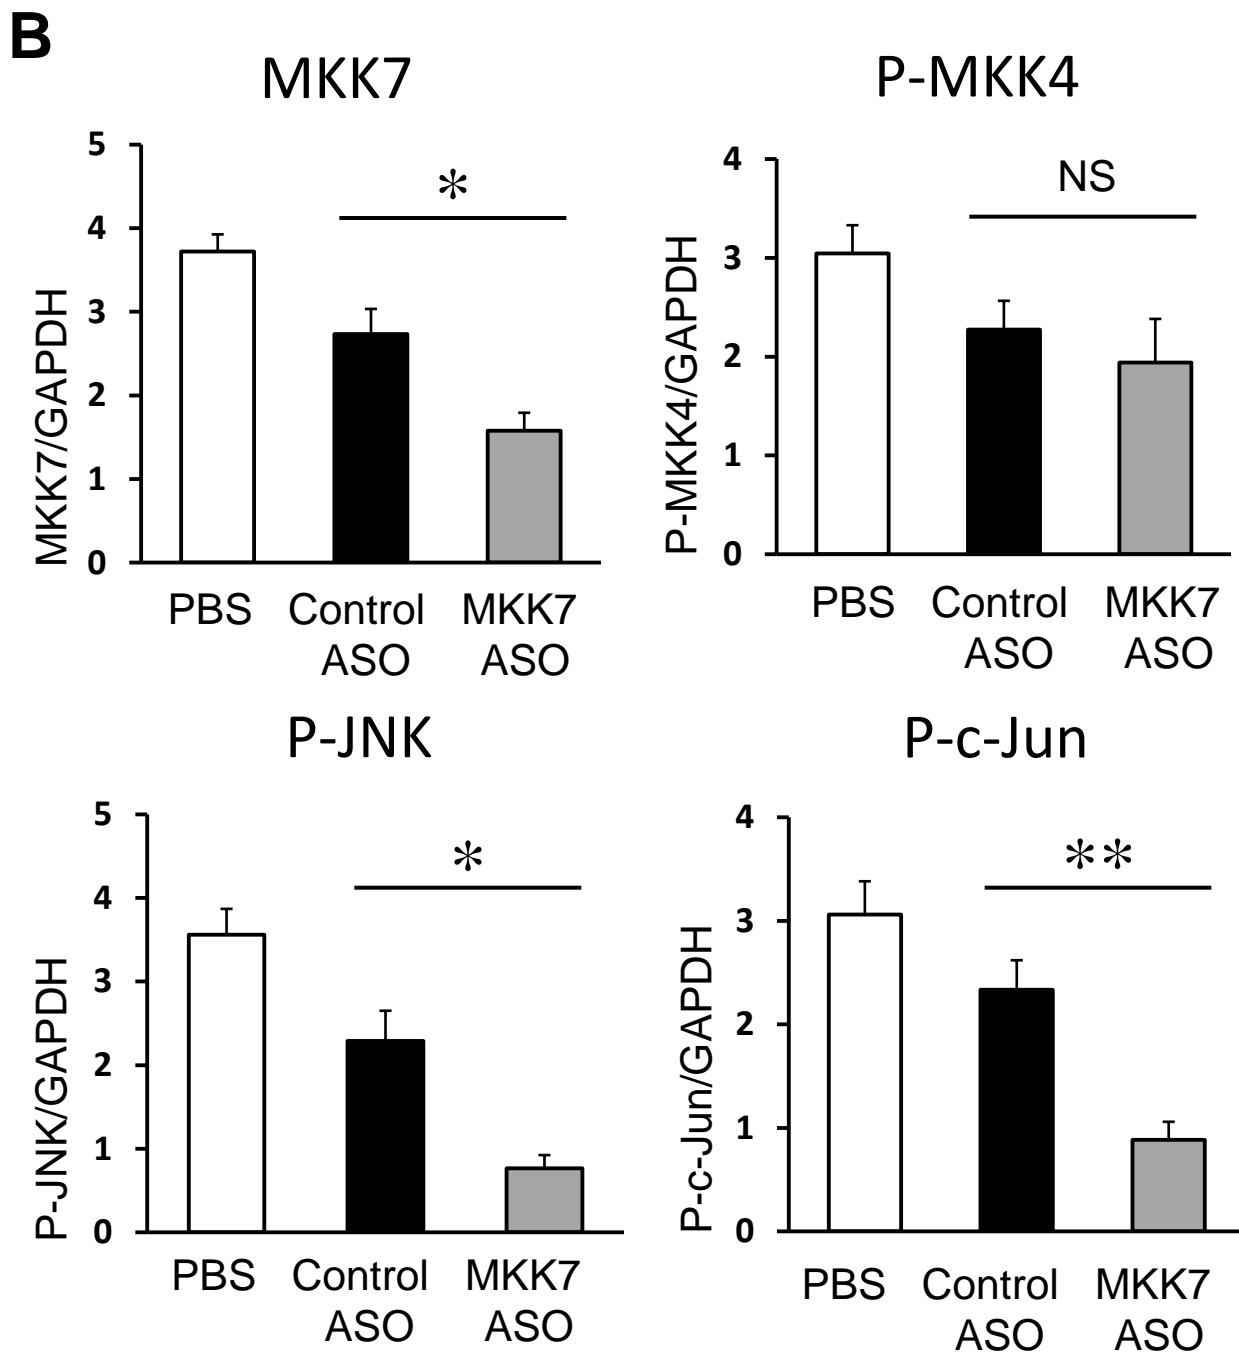 B
MKK7
MKK7/GAPDH
5
4
3
2
1
0
*
PBS
Control
ASO
MKK7
ASO
P-MKK4
P-MKK4/GAPDH
4
3
2
1
0
NS
PBS
Control
ASO
MKK7
ASO
P-JNK
P-JNK/GAPDH
5
4
3
2
1
0
*
PBS
Control
ASO
MKK7
ASO
P-c-Jun
P-c-Jun/GAPDH
4
3
2
1
0
**
PBS
Control
ASO
MKK7
ASO